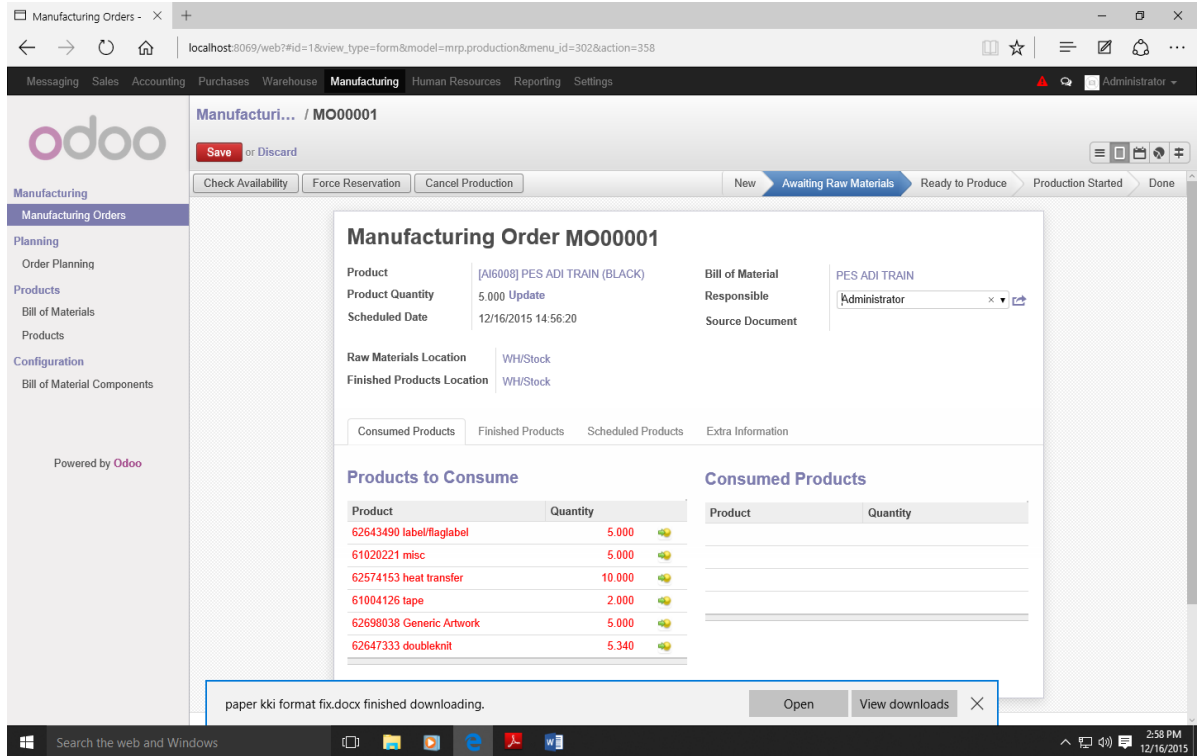 Manufacturing Orders -
localhost:8069/web?#id=1&view_type=form&model=mrp.production&menu_id=302&action=358
Messaging Sales Accounting Purchases Warehouse Manufacturing Human Resources Reporting Settings Administrator
odoo
Manufacturi... / MO00001
Save or Discard
Check Availability Force Reservation Cancel Production New Awaiting Raw Materials Ready to Produce Production Started Done
Manufacturing
Manufacturing Orders
Planning
Order Planning
Products
Bill of Materials
Products
Configuration
Bill of Material Components
Powered by Odoo
Manufacturing Order MO00001
Product [AI6008] PES ADI TRAIN (BLACK) Bill of Material PES ADI TRAIN
Product Quantity 5.000 Update Responsible Administrator
Scheduled Date 12/16/2015 14:56:20 Source Document
Raw Materials Location WH/Stock
Finished Products Location WH/Stock
Consumed Products Finished Products Scheduled Products Extra Information
Products to Consume Consumed Products
Product Quantity Product Quantity
62643490 label/flaglabel 5.000
61020221 misc 5.000
62574153 heat transfer 10.000
61004126 tape 2.000
62698038 Generic Artwork 5.000
62647333 doubleknit 5.340
paper kki format fix.docx finished downloading. Open View downloads
Search the web and Windows
2:58 PM
12/16/2015